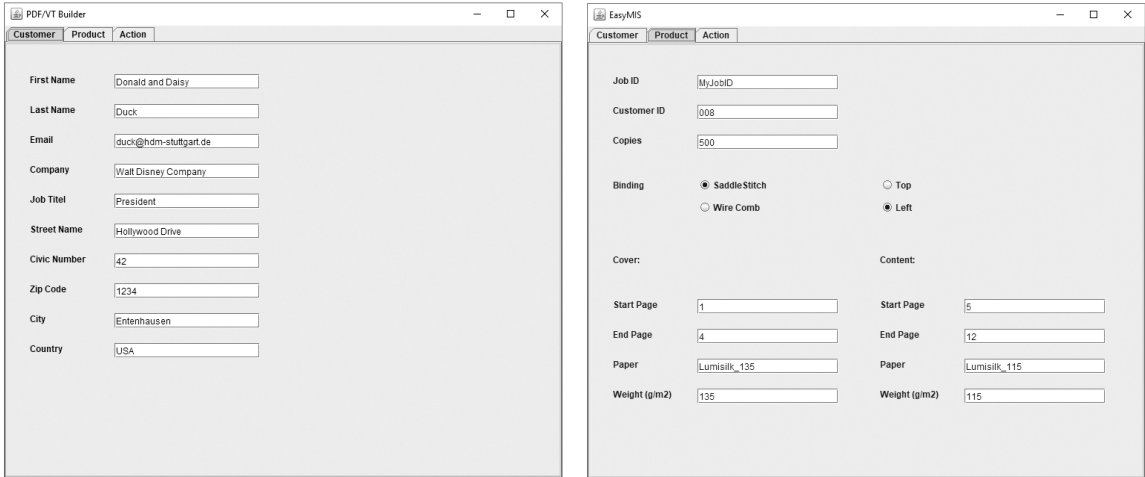 PDF/VT Builder
Customer Product Action
First Name Donald and Daisy
Last Name Duck
Email duck@hdm-stuttgart.de
Company Walt Disney Company
Job Titel President
Street Name Hollywood Drive
Civic Number 42
Zip Code 1234
City Entenhausen
Country USA
EasyMIS
Customer Product Action
Job ID MyJobID
Customer ID 008
Copies 500
Binding SaddleStitch Top
Wire Comb Left
Cover: Content:
Start Page 1 Start Page 5
End Page 4 End Page 12
Paper Lumisilk_135 Paper Lumisilk_115
Weight (g/m2) 135 Weight (g/m2) 115